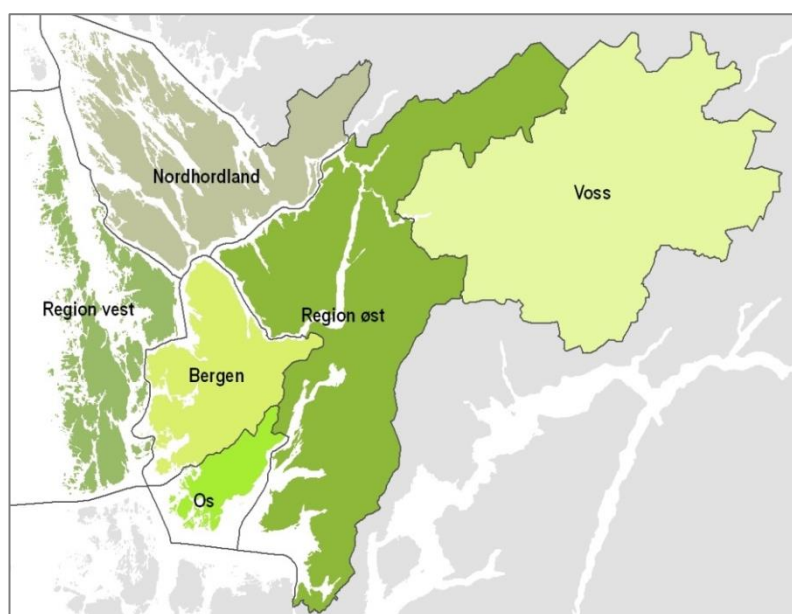 Nordhordland
Voss
Region vest
Region øst
Bergen
Os